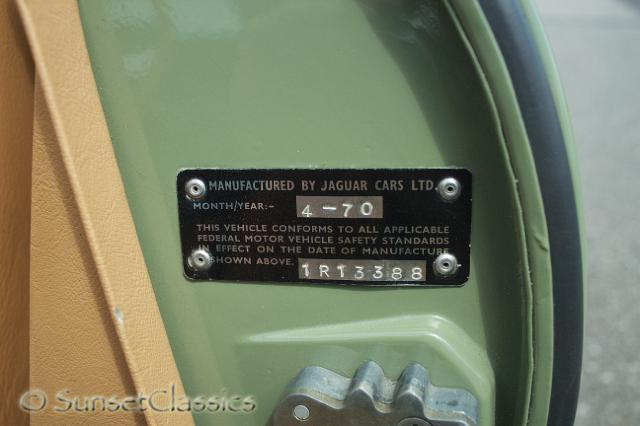 MANUFACTURED BY JAGUAR CARS LTD.
MONTH/YEAR:- 4-70
THIS VEHICLE CONFORMS TO ALL APPLICABLE
FEDERAL MOTOR VEHICLE SAFETY STANDARDS
IN EFFECT ON THE DATE OF MANUFACTURE
SHOWN ABOVE. 1R13388
© SunsetClassics